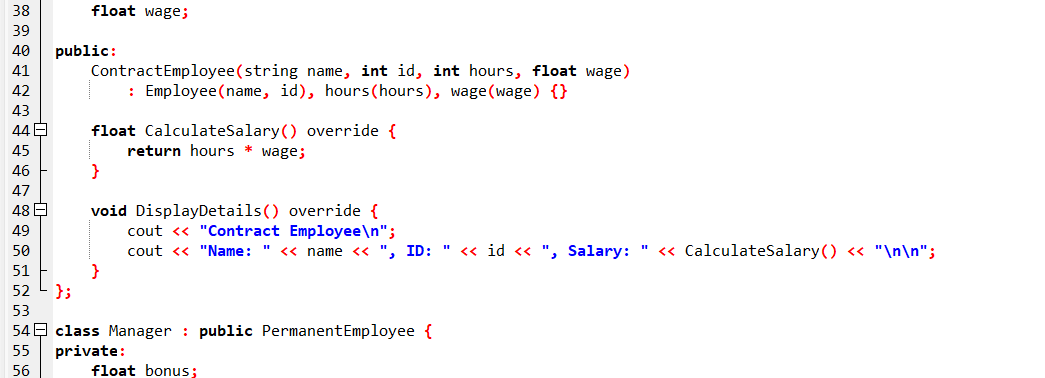 38 float wage;
39
40 public:
41 ContractEmployee(string name, int id, int hours, float wage)
42 : Employee(name, id), hours(hours), wage(wage) {}
43
44 float CalculateSalary() override {
45 return hours * wage;
46 }
47
48 void DisplayDetails() override {
49 cout << "Contract Employee\n";
50 cout << "Name: " << name << ", ID: " << id << ", Salary: " << CalculateSalary() << "\n\n";
51 }
52 };
53
54 class Manager : public PermanentEmployee {
55 private:
56 float bonus;